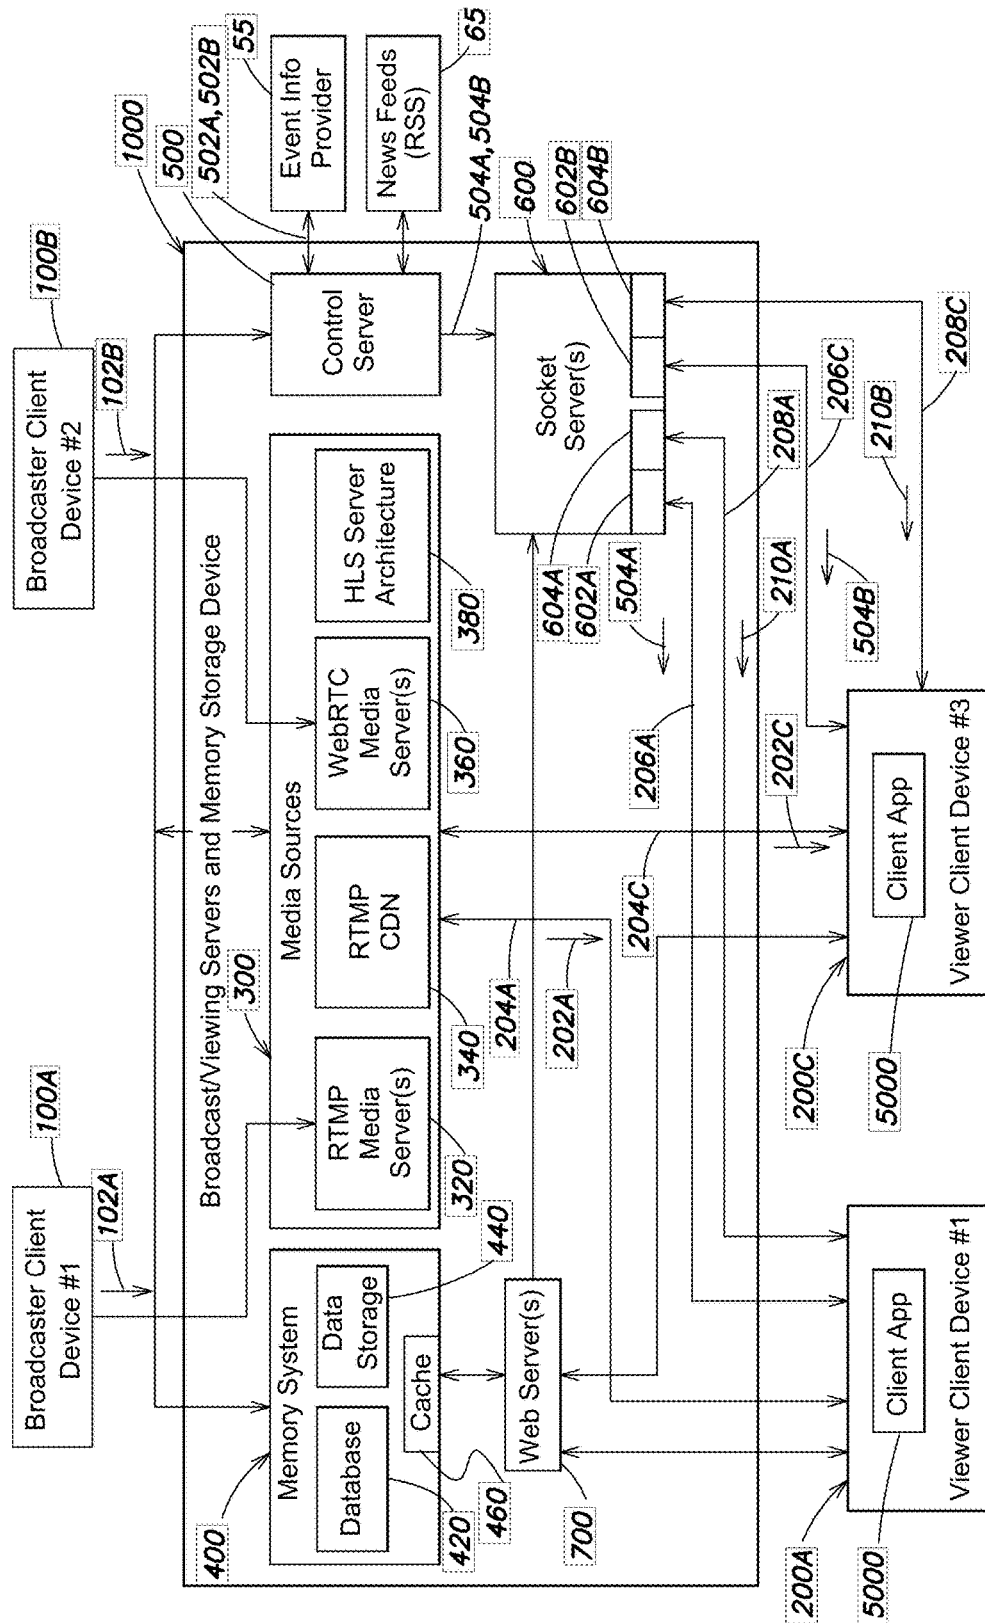 100A
Broadcaster Client
Device #1
102A
100B
Broadcaster Client
Device #2
102B
1000
500
502A,502B
55
Broadcast/Viewing Servers and Memory Storage Device
400
Memory System
Database
Data
Storage
Cache
420
440
460
300
Media Sources
RTMP
Media
Server(s)
320
RTMP
CDN
340
WebRTC
Media
Server(s)
360
HLS Server
Architecture
380
Control
Server
Event Info
Provider
News Feeds
(RSS)
65
504A,504B
Web Server(s)
700
204A
202A
Socket
Server(s)
600
602B
604B
604A
602A
504A
206A
204C
208A
210A
202C
504B
206C
210B
208C
200A
5000
Client App
Viewer Client Device #1
200C
5000
Client App
Viewer Client Device #3